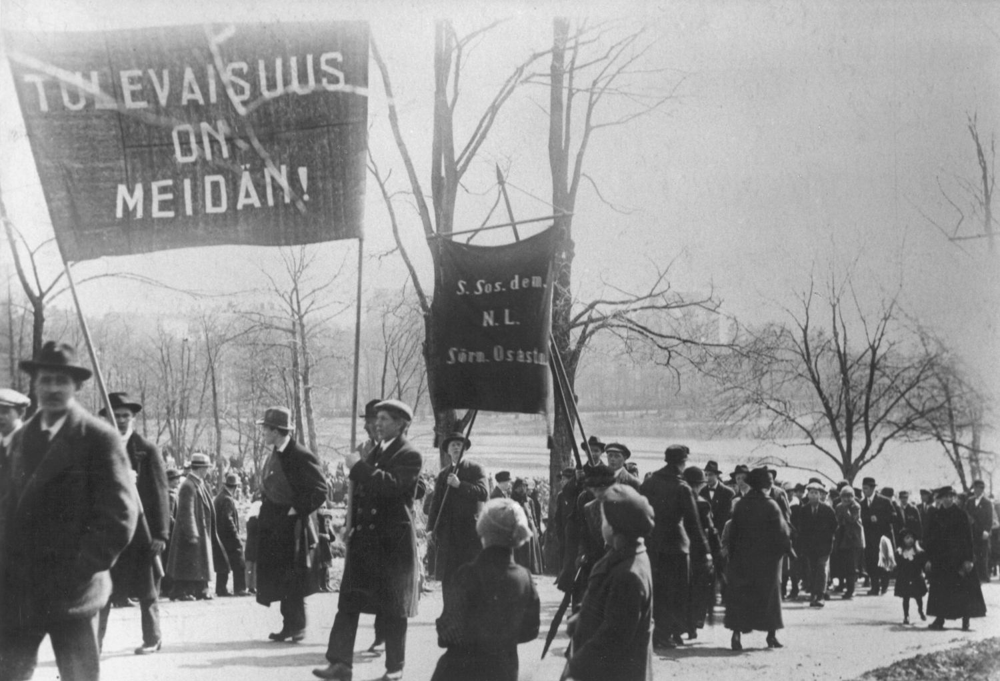 TULEVAISUUS
ON
MEIDÄN!
S. Sos. dem.
N. L.
Sörn. Osasto